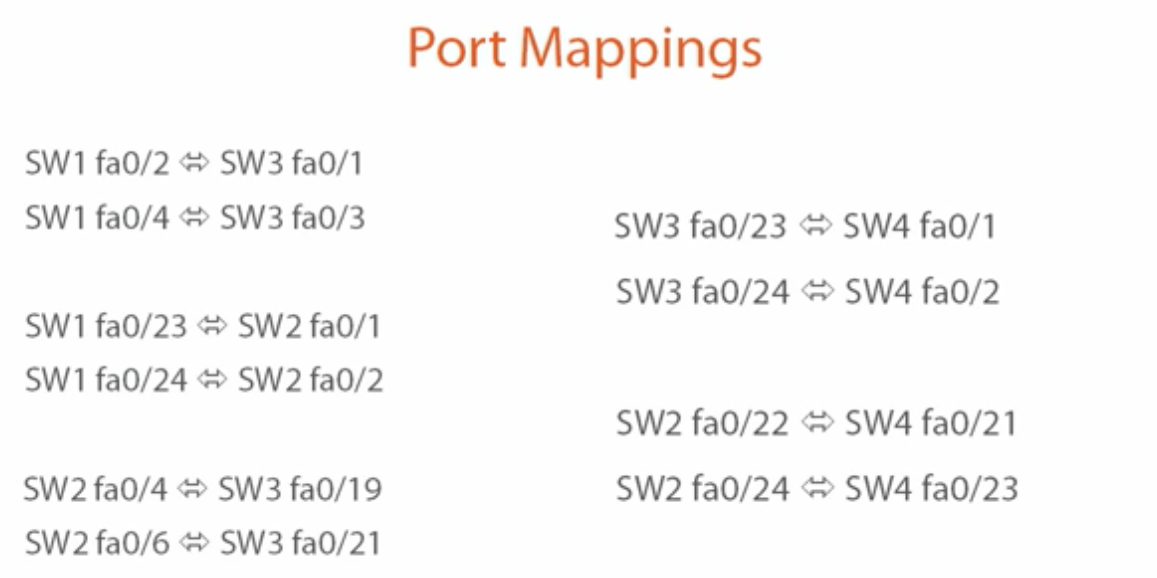 Port Mappings
SW1 fa0/2 ⬄ SW3 fa0/1
SW1 fa0/4 ⬄ SW3 fa0/3
SW1 fa0/23 ⬄ SW2 fa0/1
SW1 fa0/24 ⬄ SW2 fa0/2
SW2 fa0/4 ⬄ SW3 fa0/19
SW2 fa0/6 ⬄ SW3 fa0/21
SW3 fa0/23 ⬄ SW4 fa0/1
SW3 fa0/24 ⬄ SW4 fa0/2
SW2 fa0/22 ⬄ SW4 fa0/21
SW2 fa0/24 ⬄ SW4 fa0/23